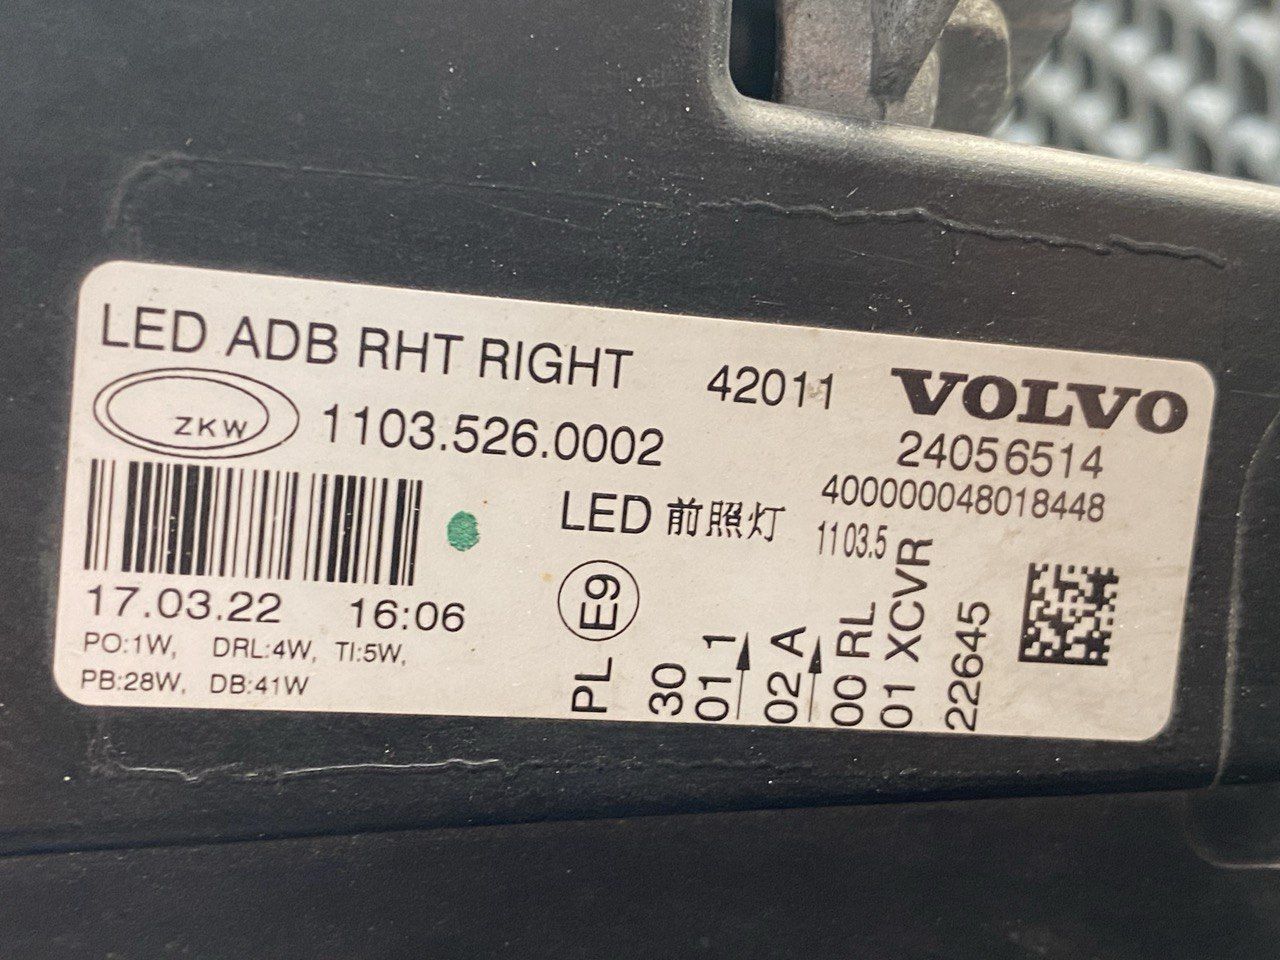 LED ADB RHT RIGHT 42011 VOLVO
ZKW 1103.526.0002 24056514
400000048018448
LED 前照灯 1103.5
17.03.22 16:06
PO:1W, DRL:4W, TI:5W,
PB:28W, DB:41W
E9
PL
30
01 1
02 A
00 RL
01 XCVR
22645